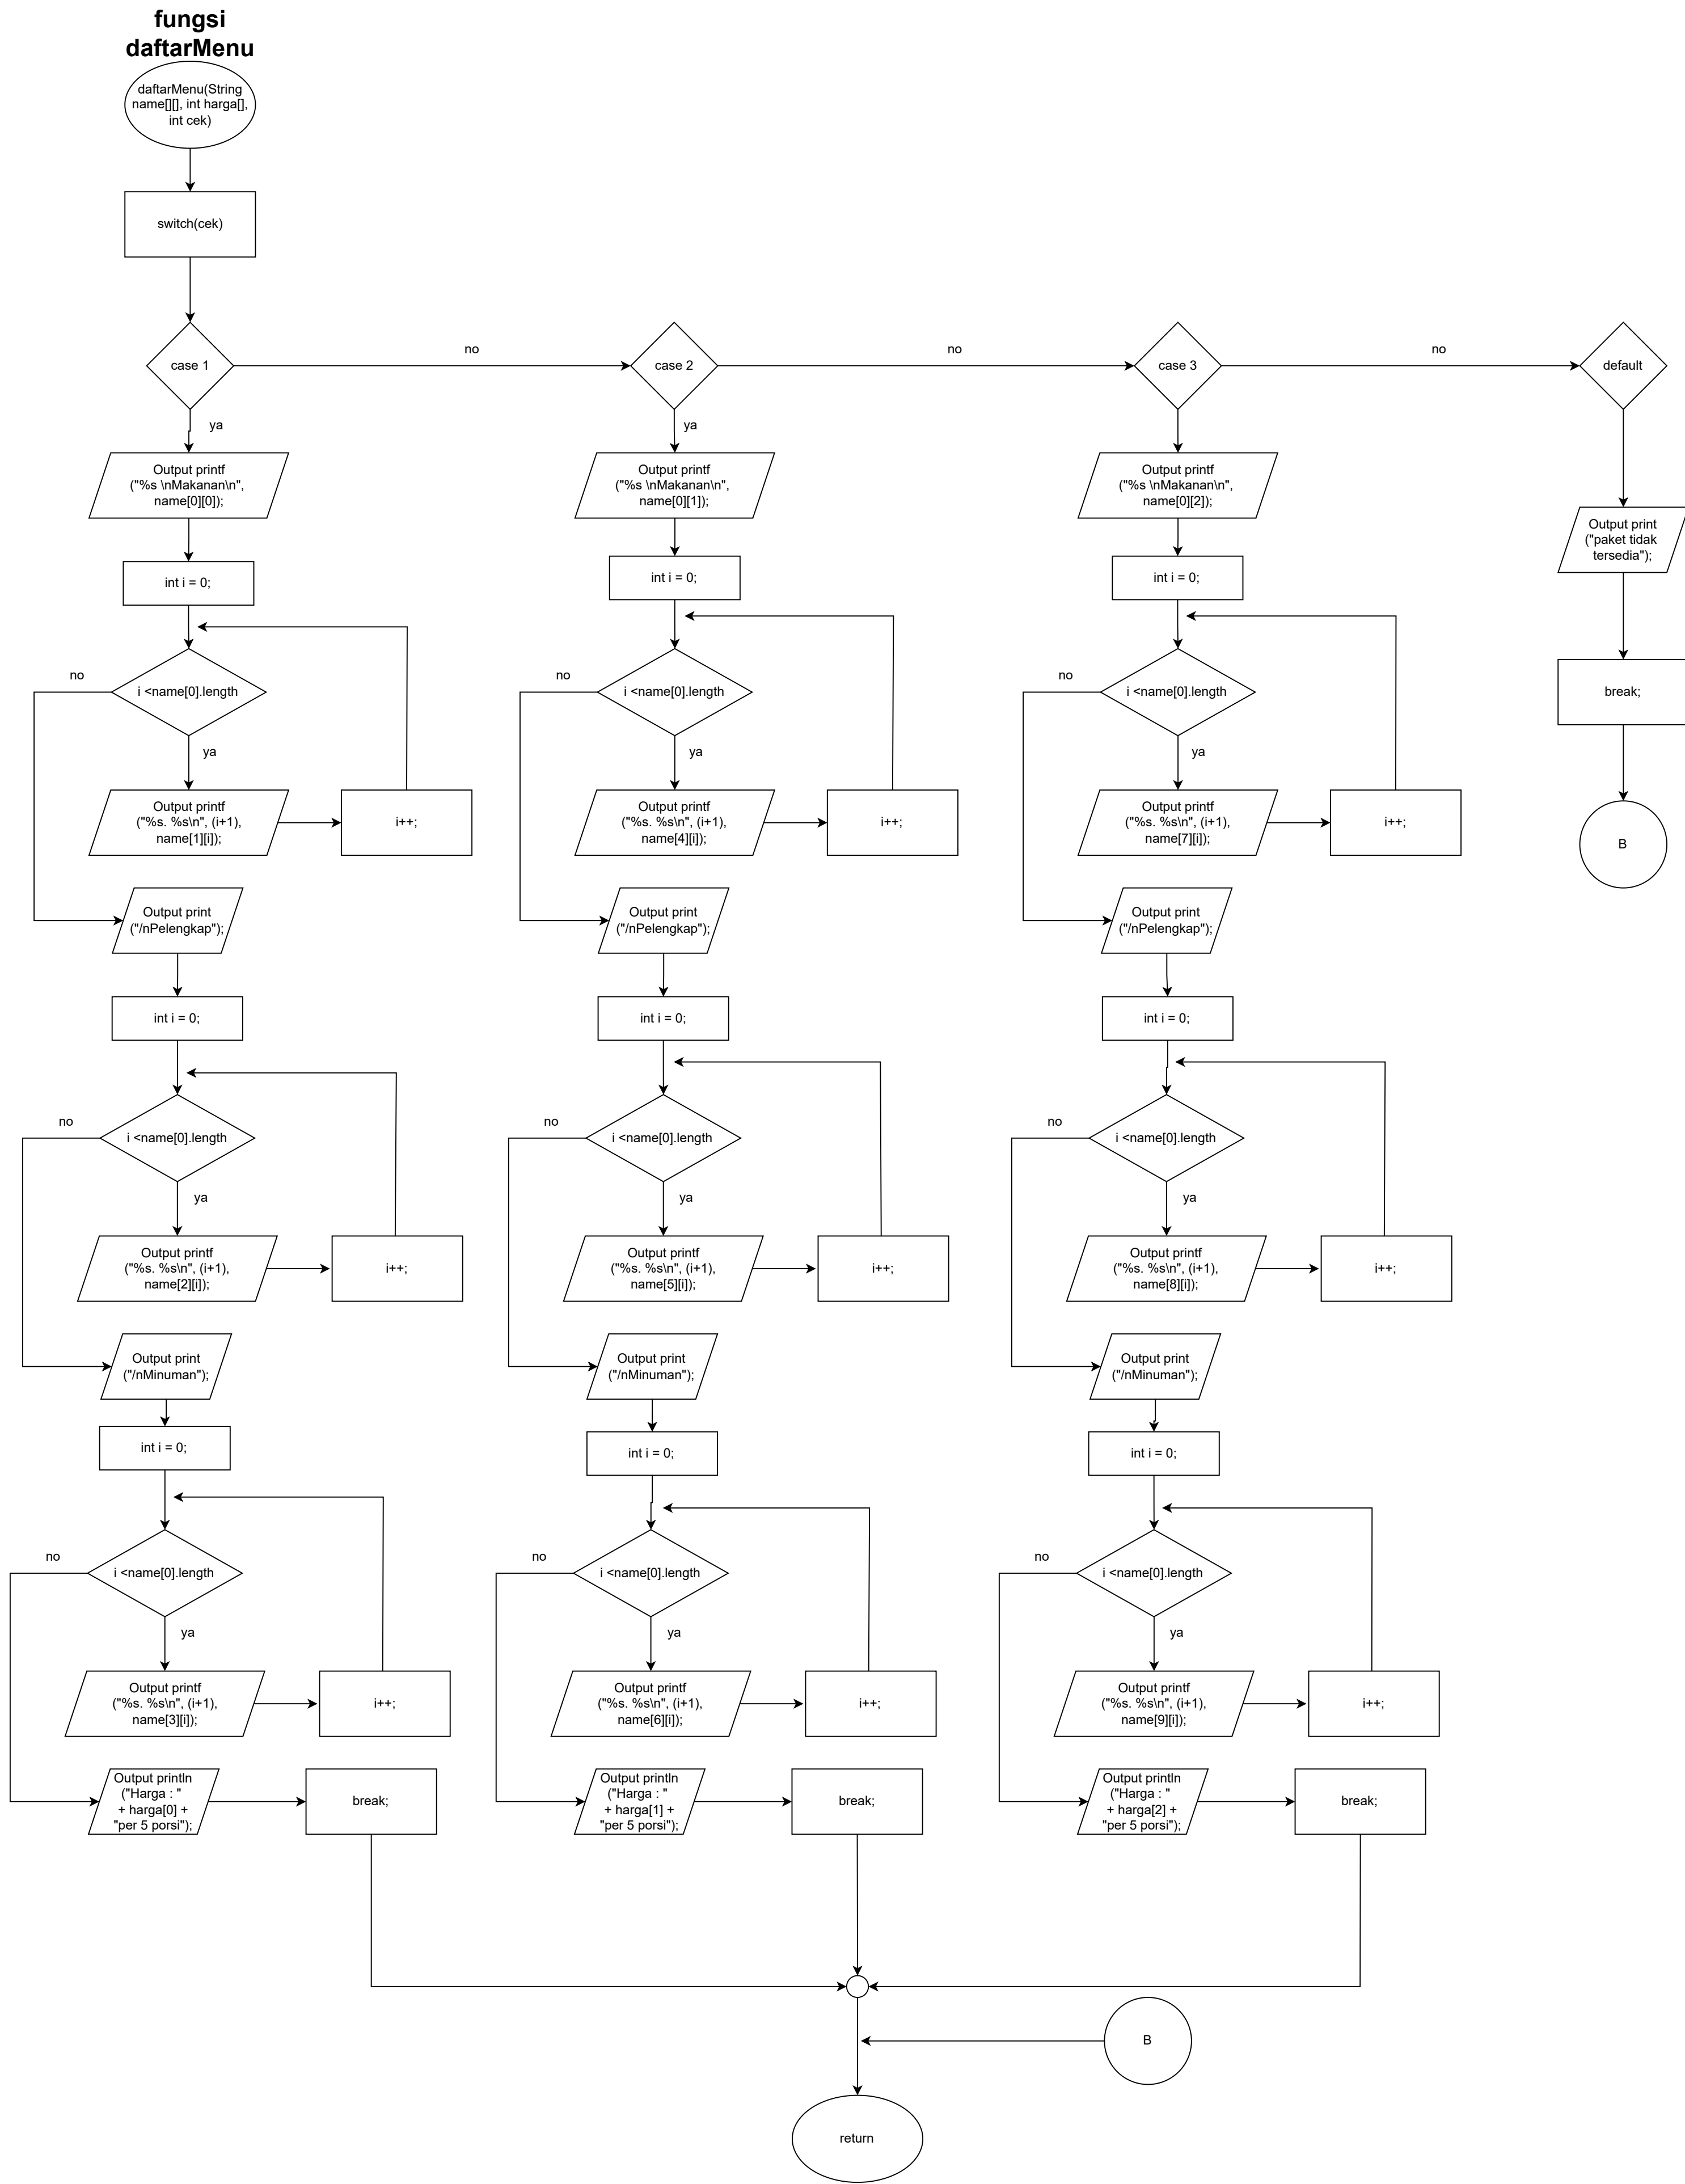 fungsi
daftarMenu
daftarMenu(String
name[][], int harga[],
int cek)
switch(cek)
case 1
no
case 2
no
case 3
no
default
ya
ya
Output printf
("%s \nMakanan\n",
name[0][0]);
Output printf
("%s \nMakanan\n",
name[0][1]);
Output printf
("%s \nMakanan\n",
name[0][2]);
Output print
("paket tidak
tersedia");
int i = 0;
int i = 0;
int i = 0;
no
i <name[0].length
no
i <name[0].length
no
i <name[0].length
break;
ya
ya
ya
Output printf
("%s. %s\n", (i+1),
name[1][i]);
i++;
Output printf
("%s. %s\n", (i+1),
name[4][i]);
i++;
Output printf
("%s. %s\n", (i+1),
name[7][i]);
i++;
B
Output print
("/nPelengkap");
Output print
("/nPelengkap");
Output print
("/nPelengkap");
int i = 0;
int i = 0;
int i = 0;
no
i <name[0].length
no
i <name[0].length
no
i <name[0].length
ya
ya
ya
Output printf
("%s. %s\n", (i+1),
name[2][i]);
i++;
Output printf
("%s. %s\n", (i+1),
name[5][i]);
i++;
Output printf
("%s. %s\n", (i+1),
name[8][i]);
i++;
Output print
("/nMinuman");
Output print
("/nMinuman");
Output print
("/nMinuman");
int i = 0;
int i = 0;
int i = 0;
no
i <name[0].length
no
i <name[0].length
no
i <name[0].length
ya
ya
ya
Output printf
("%s. %s\n", (i+1),
name[3][i]);
i++;
Output printf
("%s. %s\n", (i+1),
name[6][i]);
i++;
Output printf
("%s. %s\n", (i+1),
name[9][i]);
i++;
Output println
("Harga : "
+ harga[0] +
"per 5 porsi");
break;
Output println
("Harga : "
+ harga[1] +
"per 5 porsi");
break;
Output println
("Harga : "
+ harga[2] +
"per 5 porsi");
break;
B
return